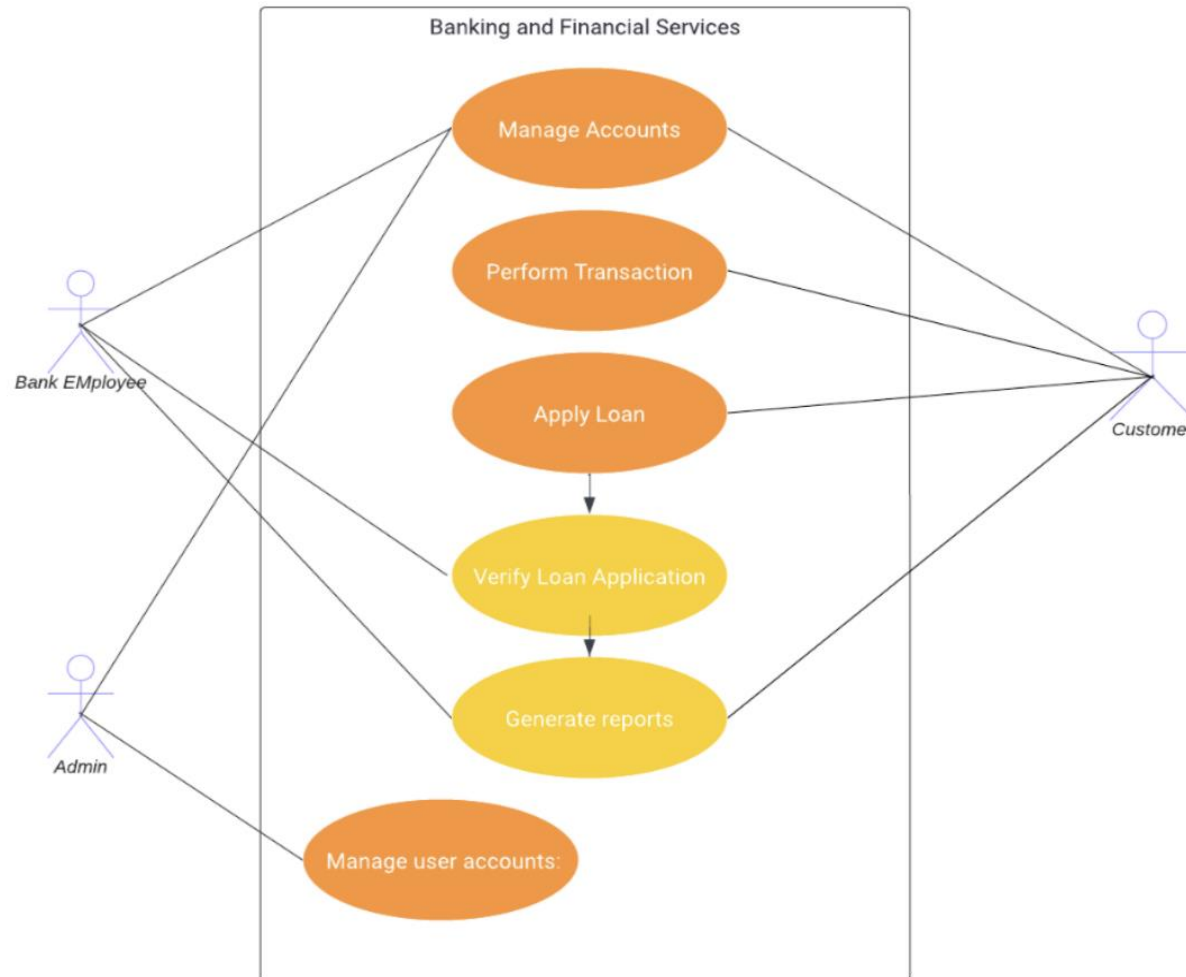 Banking and Financial Services
Manage Accounts
Perform Transaction
Bank EMployee
Apply Loan
Custome
Verify Loan Application
Generate reports
Admin
Manage user accounts: